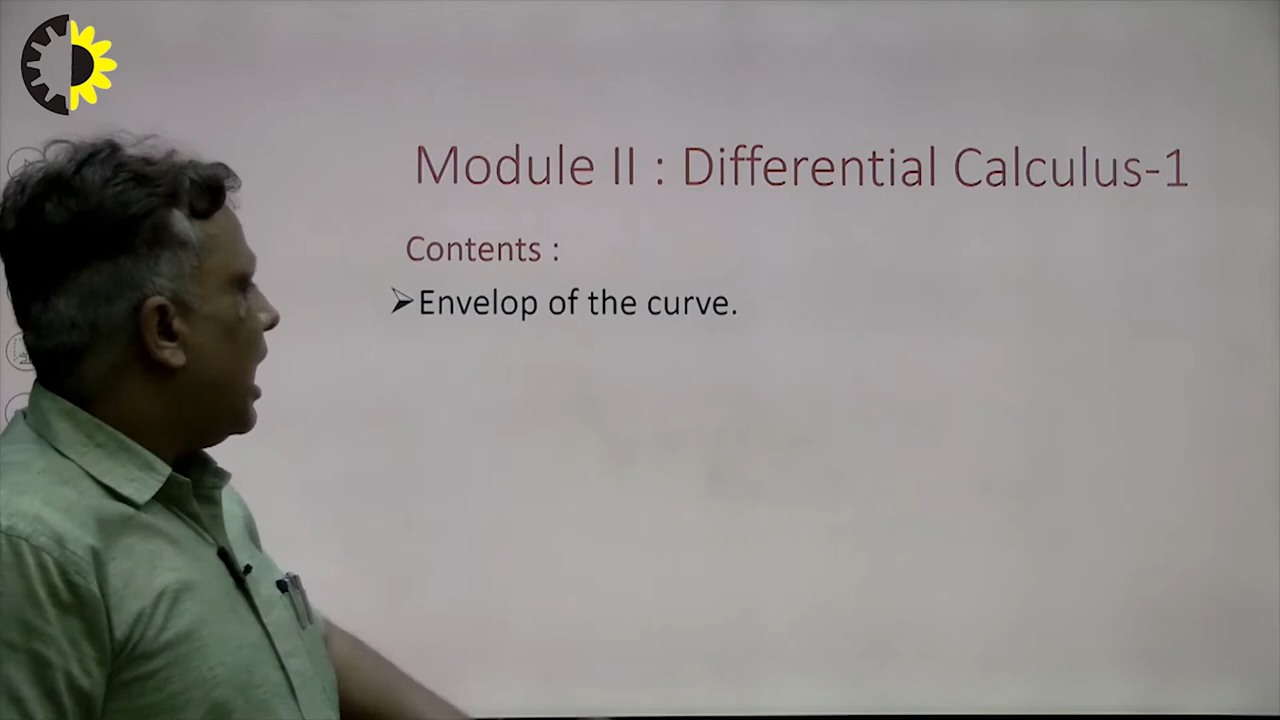 Module II : Differential Calculus-1
Contents :
➢Envelop of the curve.